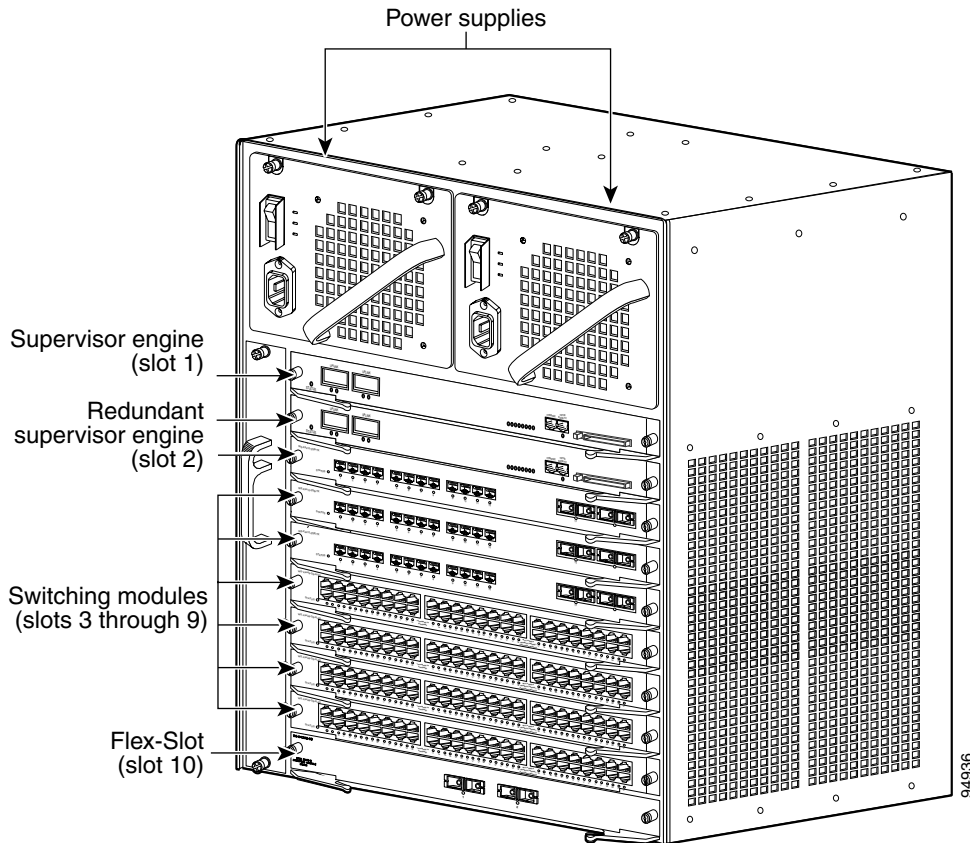 Power supplies
Supervisor engine
(slot 1)
Redundant
supervisor engine
(slot 2)
Switching modules
(slots 3 through 9)
Flex-Slot
(slot 10)
94936